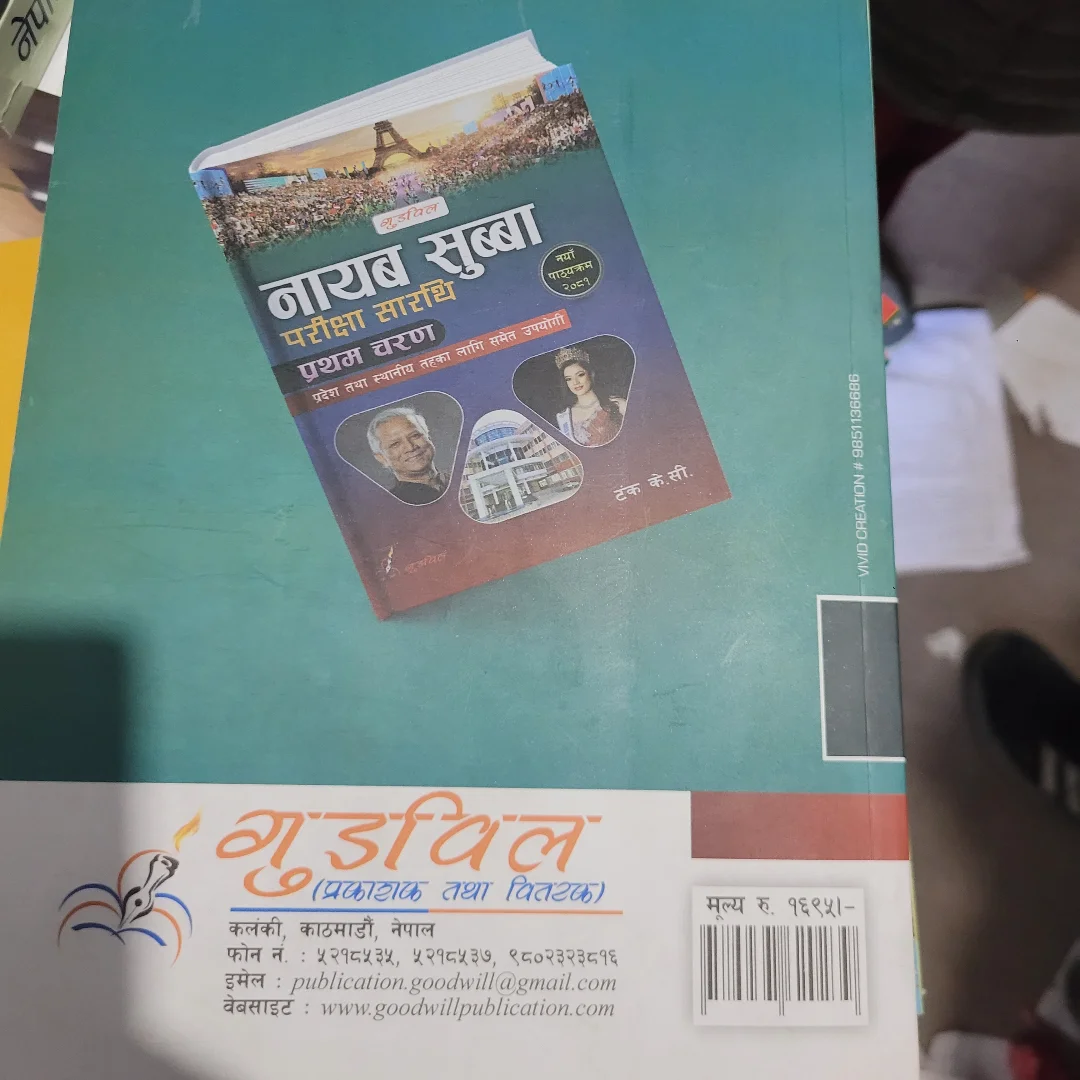 नेपा
गुडविल
नायब सुब्बा
परीक्षा सारथि
प्रथम चरण
नयाँ
पाठ्यक्रम
२०८१
प्रदेश तथा स्थानीय तहका लागि समेत उपयोगी
टंक के.सी.
गुडविल
VIVID CREATION # 9851136686
गुडविल
(प्रकाशक तथा वितरक)
कलंकी, काठमाडौं, नेपाल
फोन नं. : ५२१८५३५, ५२१८५३७, ९८०२३२३८१६
इमेल : publication.goodwill@gmail.com
वेबसाइट : www.goodwillpublication.com
मूल्य रु. १६९५।-